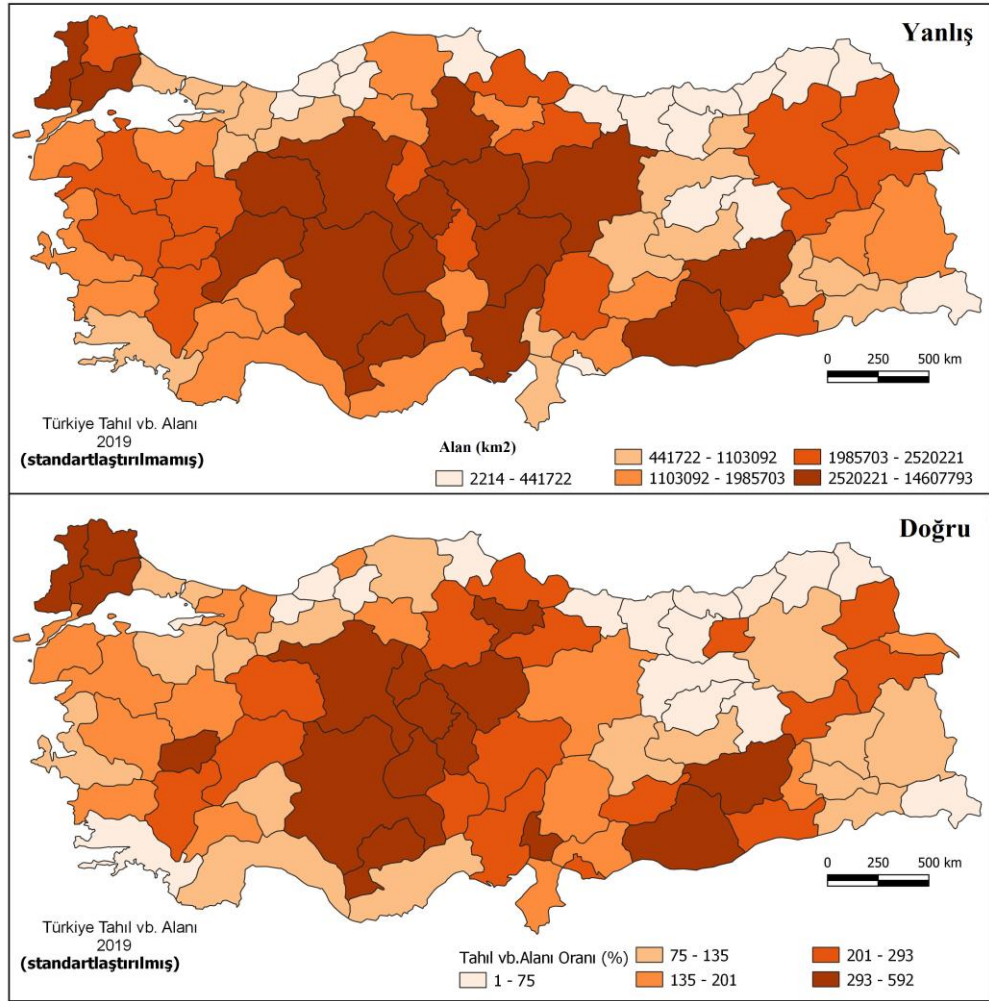 Yanlış
0 250 500 km
Türkiye Tahıl vb. Alanı
2019
(standartlaştırılmamış)
Alan (km2)
2214 - 441722
441722 - 1103092
1103092 - 1985703
1985703 - 2520221
2520221 - 14607793
Doğru
0 250 500 km
Türkiye Tahıl vb. Alanı
2019
(standartlaştırılmış)
Tahıl vb.Alanı Oranı (%)
1 - 75
75 - 135
135 - 201
201 - 293
293 - 592